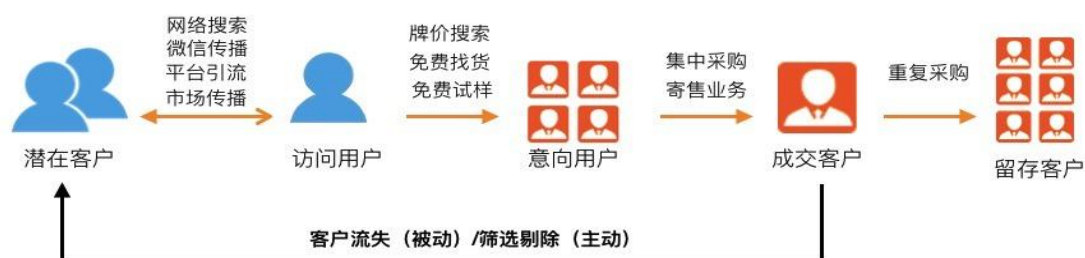 网络搜索
微信传播
平台引流
市场传播
牌价搜索
免费找货
免费试样
集中采购
寄售业务
重复采购
潜在客户
访问用户
意向用户
成交客户
留存客户
客户流失（被动）/筛选剔除（主动）